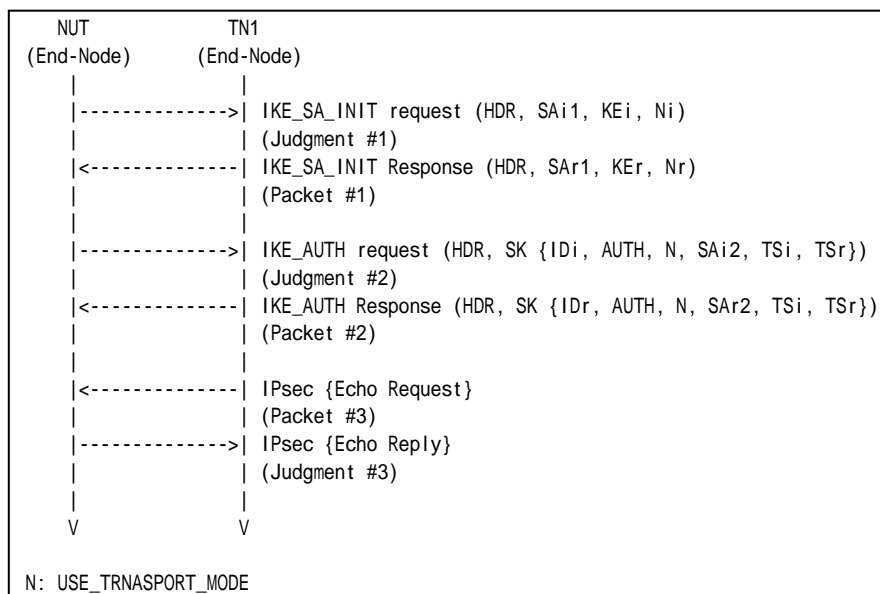 NUT TN1
(End-Node) (End-Node)
| |
|-------------->| IKE_SA_INIT request (HDR, SAi1, KEi, Ni)
| | (Judgment #1)
|<--------------| IKE_SA_INIT Response (HDR, SAr1, KEr, Nr)
| | (Packet #1)
| |
|-------------->| IKE_AUTH request (HDR, SK {IDi, AUTH, N, SAi2, TSi, TSr})
| | (Judgment #2)
|<--------------| IKE_AUTH Response (HDR, SK {IDr, AUTH, N, SAr2, TSi, TSr})
| | (Packet #2)
| |
|<--------------| IPsec {Echo Request}
| | (Packet #3)
|-------------->| IPsec {Echo Reply}
| | (Judgment #3)
| |
V V
N: USE_TRNASPORT_MODE